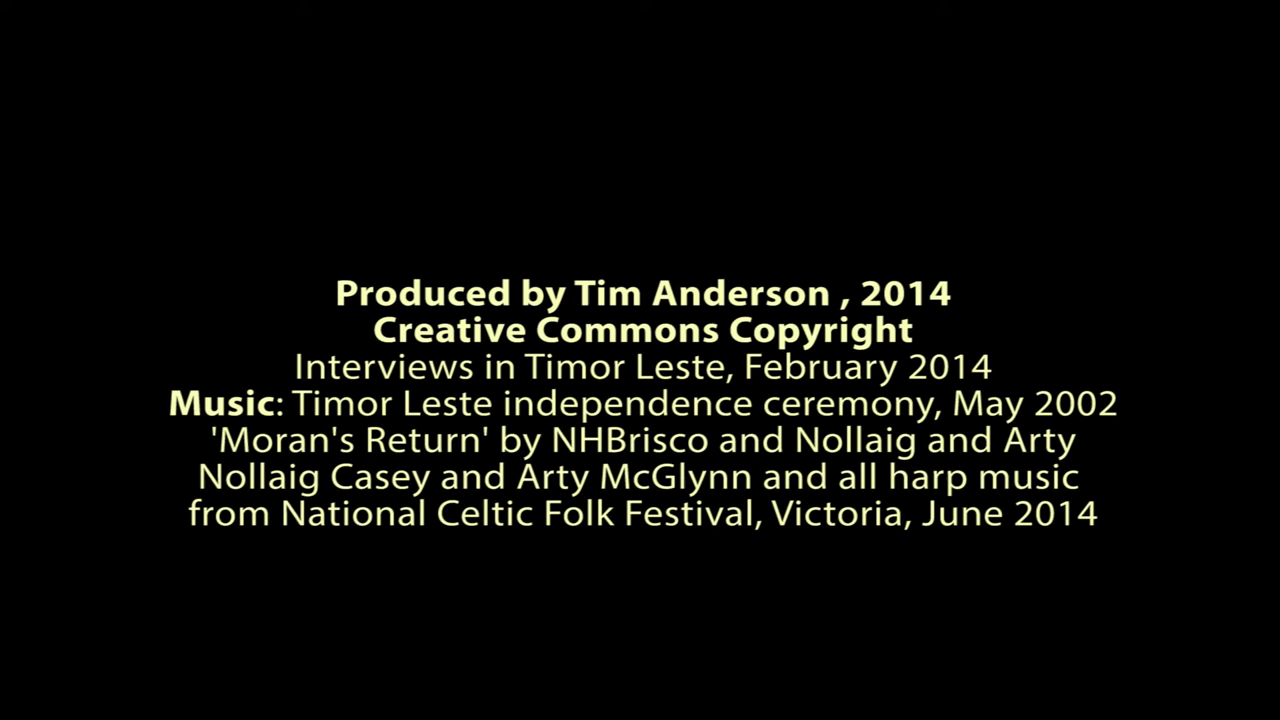 Produced by Tim Anderson , 2014
Creative Commons Copyright
Interviews in Timor Leste, February 2014
Music: Timor Leste independence ceremony, May 2002
'Moran's Return' by NHBrisco and Nollaig and Arty
Nollaig Casey and Arty McGlynn and all harp music
from National Celtic Folk Festival, Victoria, June 2014